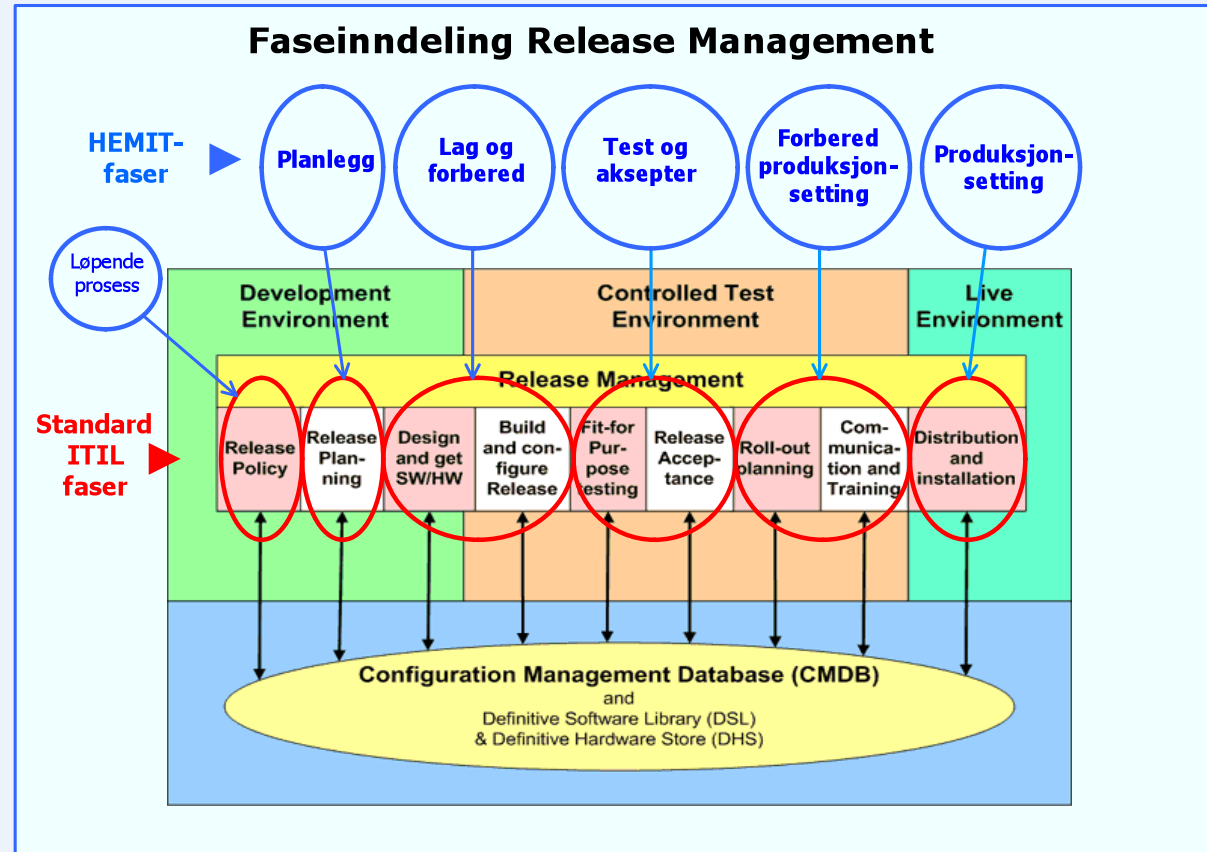 Faseinndeling Release Management
HEMIT-
faser
Planlegg
Lag og
forbered
Test og
aksepter
Forbered
produksjon-
setting
Produksjon-
setting
Løpende
prosess
Development
Environment
Controlled Test
Environment
Live
Environment
Release Management
Standard
ITIL
faser
Release
Policy
Release
Plan-
ning
Design
and get
SW/HW
Build
and con-
figure
Release
Fit-for
Pur-
pose
testing
Release
Accep-
tance
Roll-out
planning
Com-
munica-
tion and
Training
Distribution
and
installation
Configuration Management Database (CMDB)
and
Definitive Software Library (DSL)
& Definitive Hardware Store (DHS)